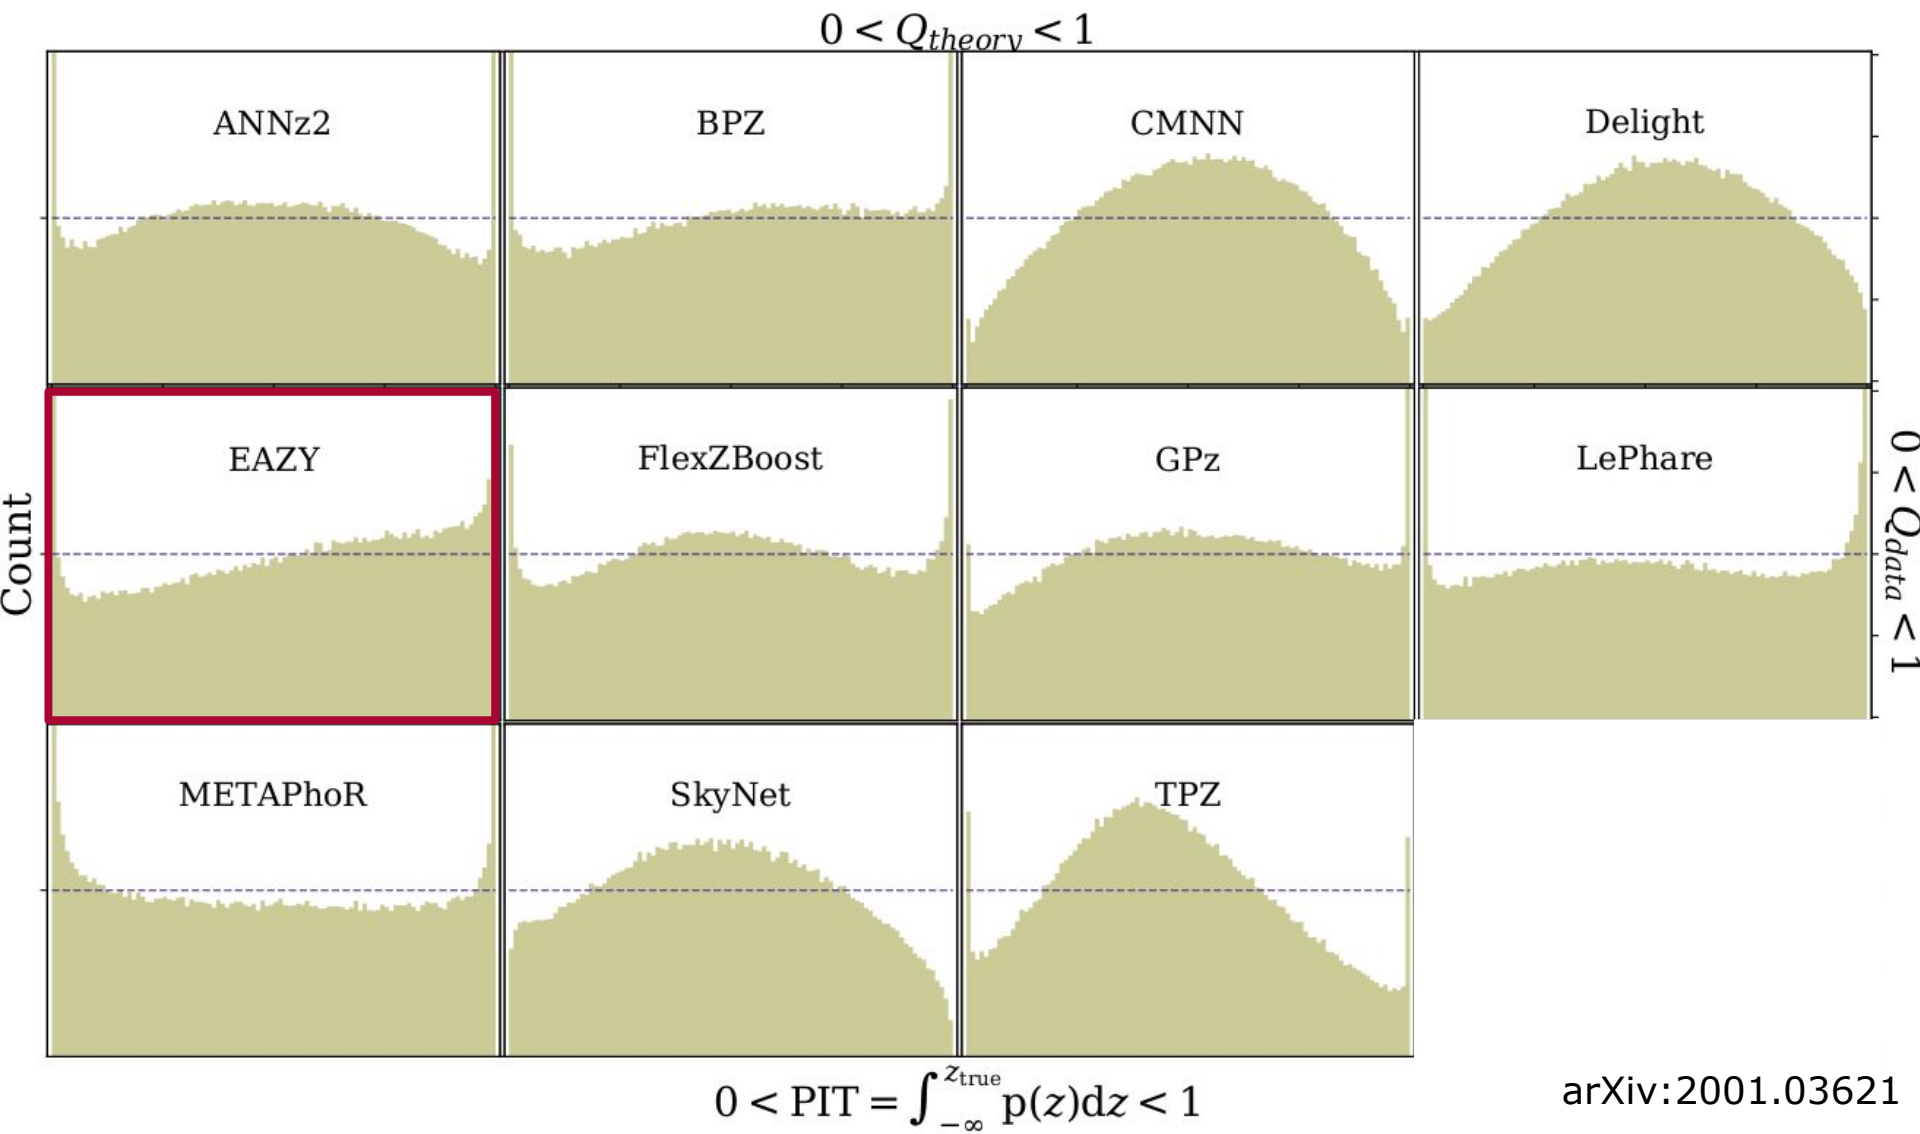 0 < Q_theory < 1
ANNz2
BPZ
CMNN
Delight
EAZY
FlexZBoost
GPz
LePhare
METAPhoR
SkyNet
TPZ
Count
0 < Q_data < 1
0 < PIT = ∫_{-∞}^{z_true} p(z)dz < 1
arXiv:2001.03621